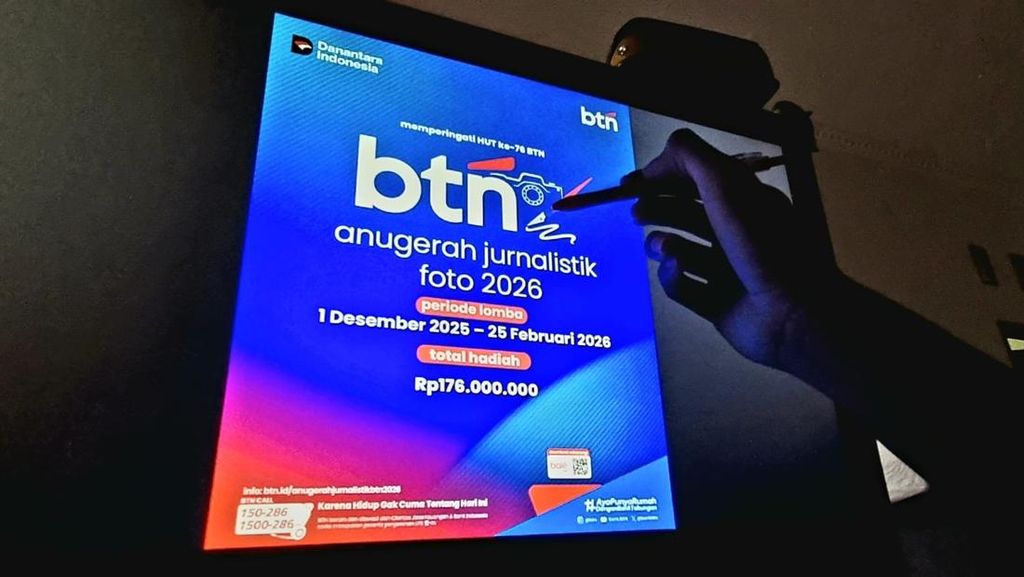 Danantara
Indonesia
btn
memperingati HUT ke-76 BTN
btn
anugerah jurnalistik
foto 2026
periode lomba
1 Desember 2025 – 25 Februari 2026
total hadiah
Rp176.000.000
info: btn.id/anugerahjurnalistikbtn2026
BTN CALL
150-286
1500-286
Karena Hidup Gak Cuma Tentang Hari Ini
#AyoPunyaRumah